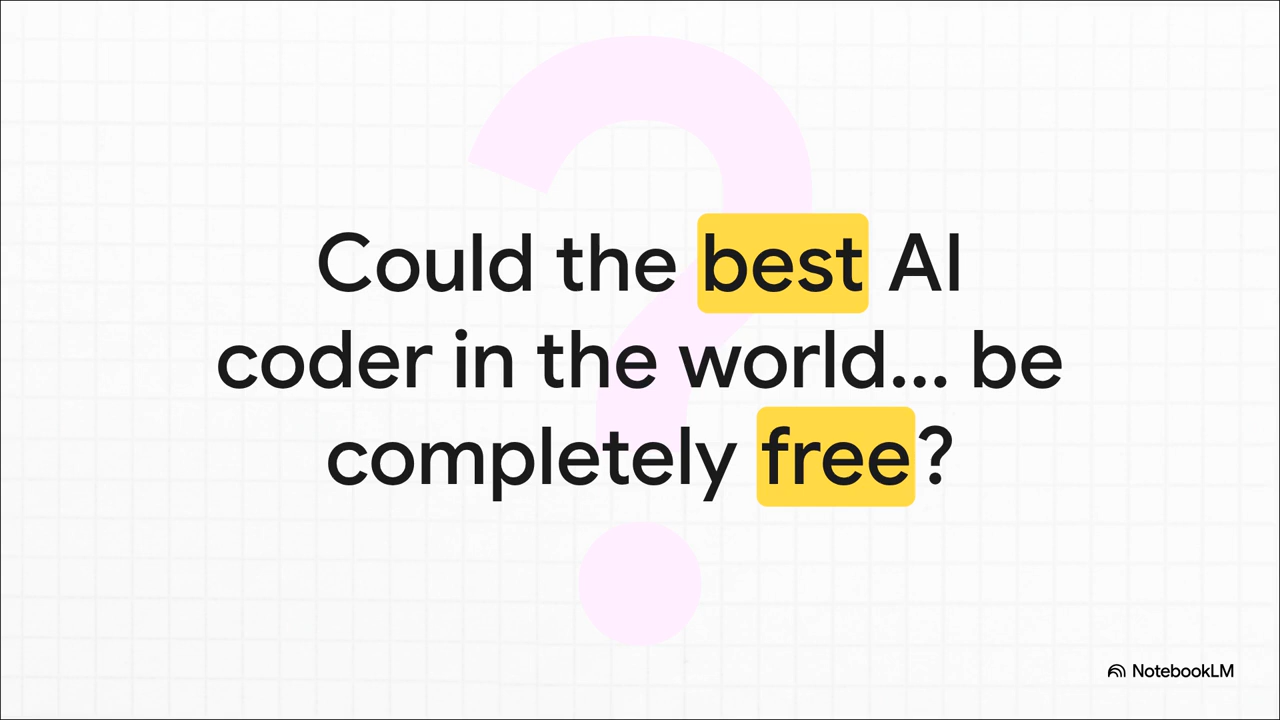 Could the best AI
coder in the world... be
completely free?
NotebookLM